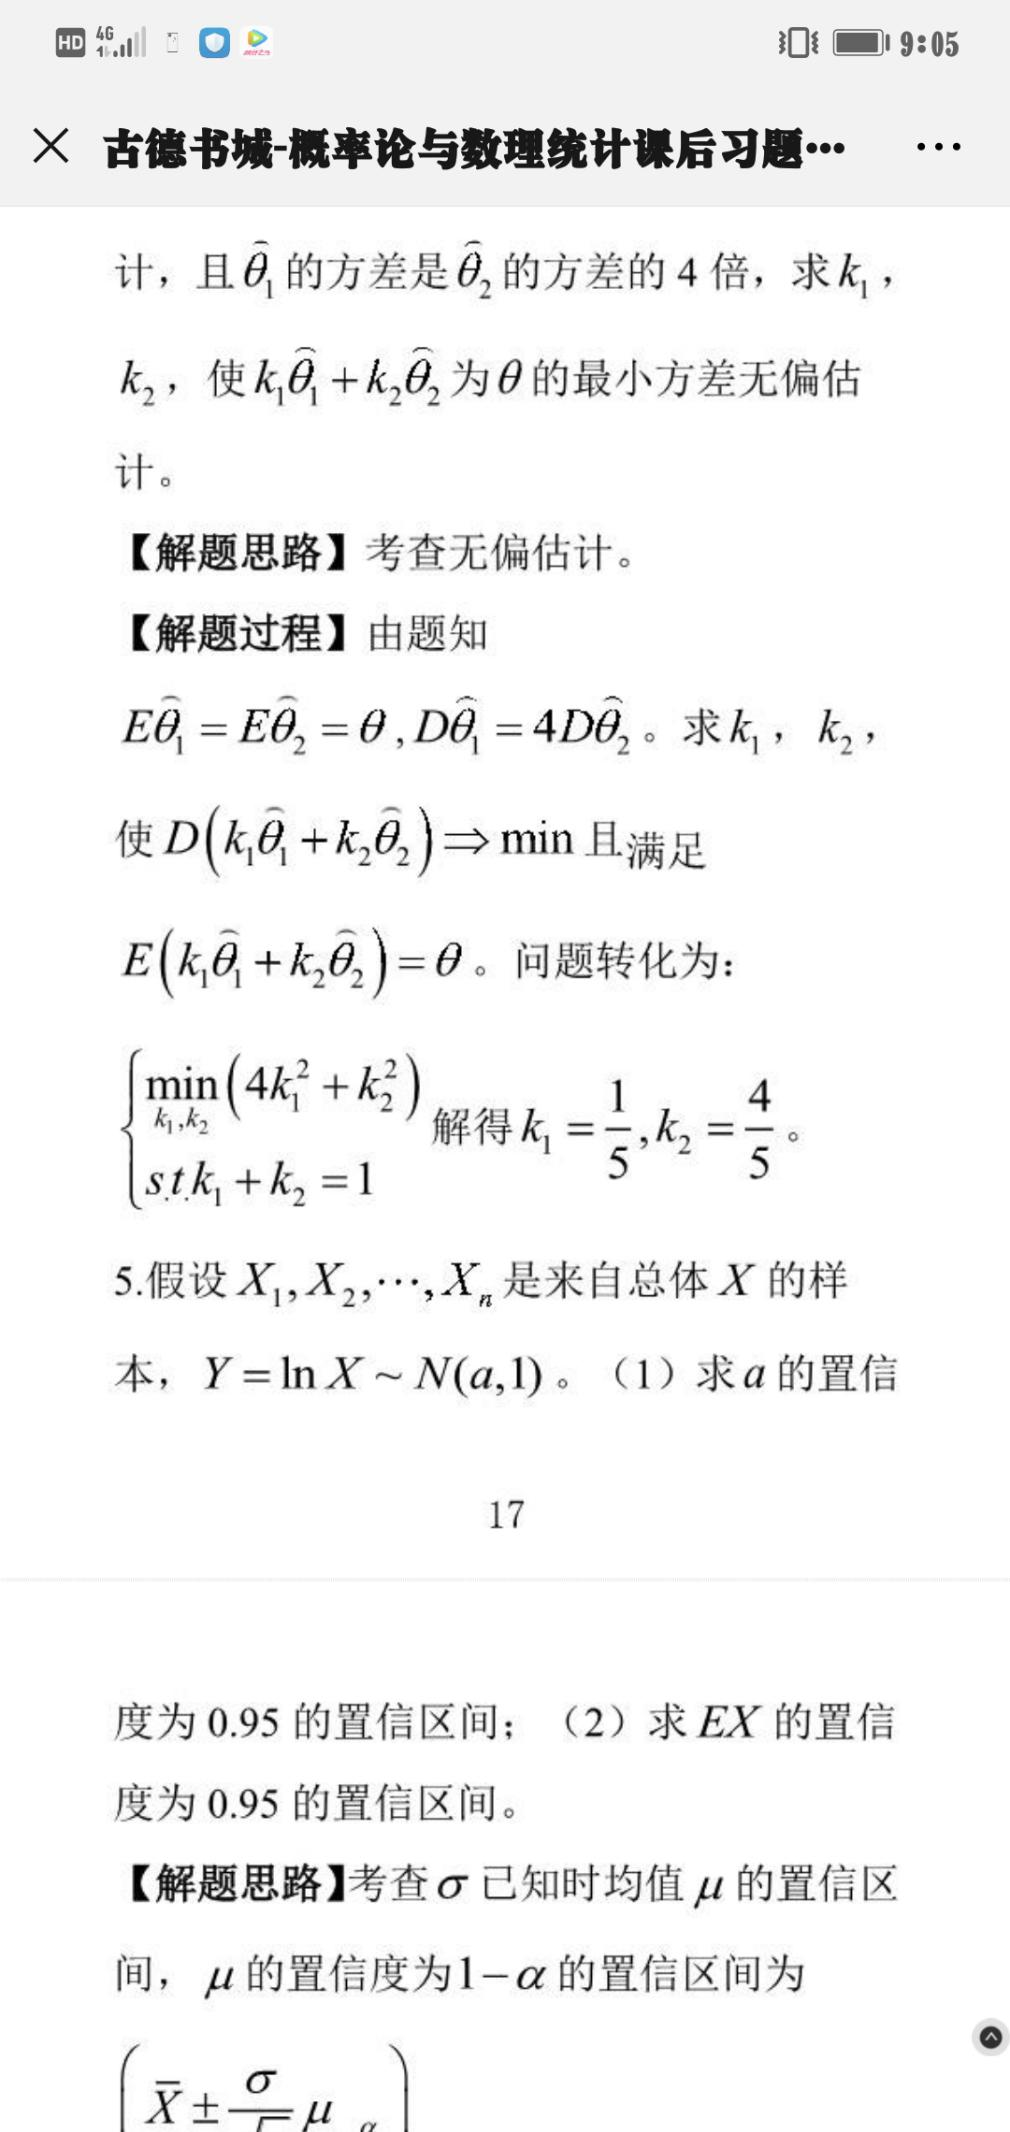 HD 4G 9:05
古德书城-概率论与数理统计课后习题…
计，且θ̂₁的方差是θ̂₂的方差的 4 倍，求k₁，
k₂，使k₁θ̂₁+k₂θ̂₂为θ的最小方差无偏估
计。
【解题思路】考查无偏估计。
【解题过程】由题知
Eθ̂₁=Eθ̂₂=θ,Dθ̂₁=4Dθ̂₂。求k₁，k₂，
使D(k₁θ̂₁+k₂θ̂₂)⇒min且满足
E(k₁θ̂₁+k₂θ̂₂)=θ。问题转化为：
{min(4k₁²+k₂²) k₁,k₂
s.t.k₁+k₂=1 解得k₁=1/5,k₂=4/5。
5.假设X₁,X₂,⋯,Xₙ是来自总体X的样
本，Y=lnX~N(a,1)。（1）求a的置信
17
度为 0.95 的置信区间；（2）求EX的置信
度为 0.95 的置信区间。
【解题思路】考查σ已知时均值μ的置信区
间，μ的置信度为1-α的置信区间为
(X̄±σ/ μ α)